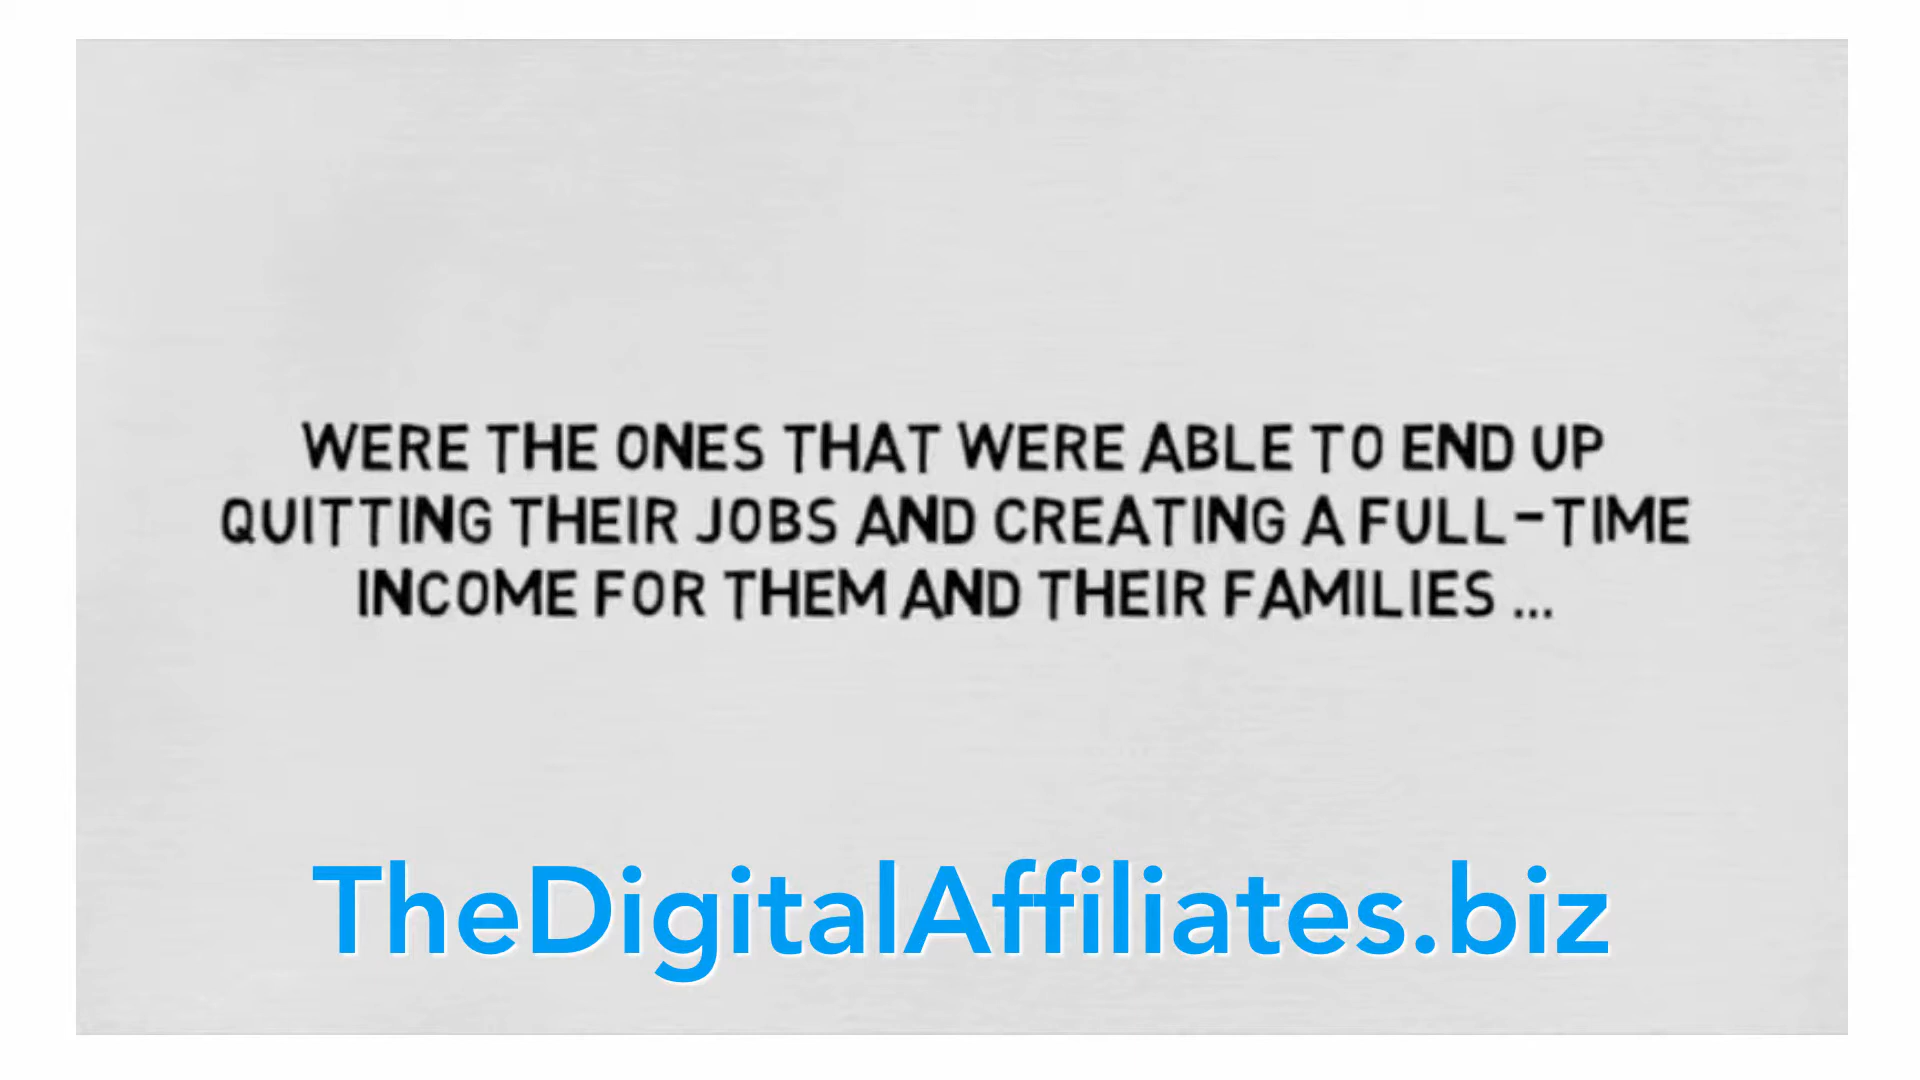 WERE THE ONES THAT WERE ABLE TO END UP
QUITTING THEIR JOBS AND CREATING A FULL-TIME
INCOME FOR THEM AND THEIR FAMILIES ...
TheDigitalAffiliates.biz